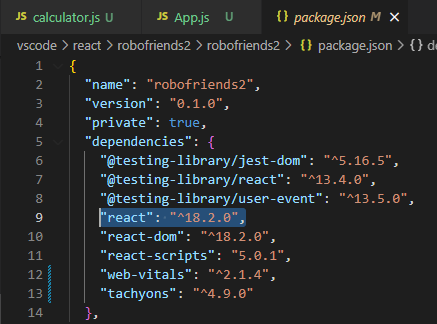 calculator.js U App.js U {} package.json ×
vscode > react > robofriends2 > robofriends2 > {} package.json > {} de
1 {
2 "name": "robofriends2",
3 "version": "0.1.0",
4 "private": true,
5 "dependencies": {
6 "@testing-library/jest-dom": "^5.16.5",
7 "@testing-library/react": "^13.4.0",
8 "@testing-library/user-event": "^13.5.0",
9 "react": "^18.2.0",
10 "react-dom": "^18.2.0",
11 "react-scripts": "5.0.1",
12 "web-vitals": "^2.1.4",
13 "tachyons": "^4.9.0"
14 },